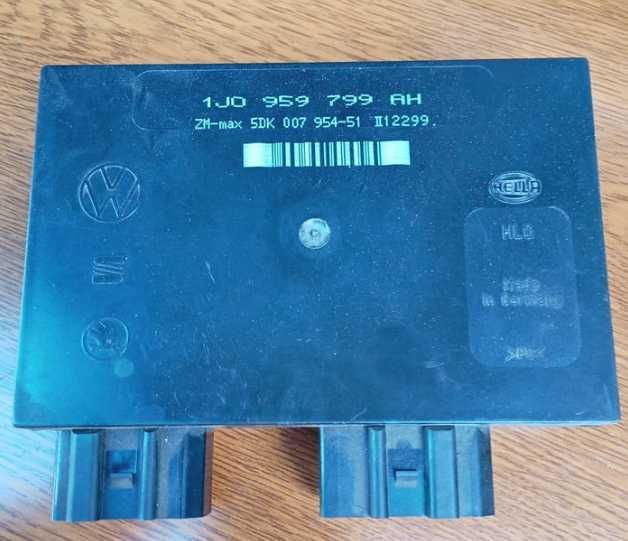 1J0 959 799 AH
ZM-max 5DK 007 954-51 II12299.
HELLA
HLO
Made
in Germany